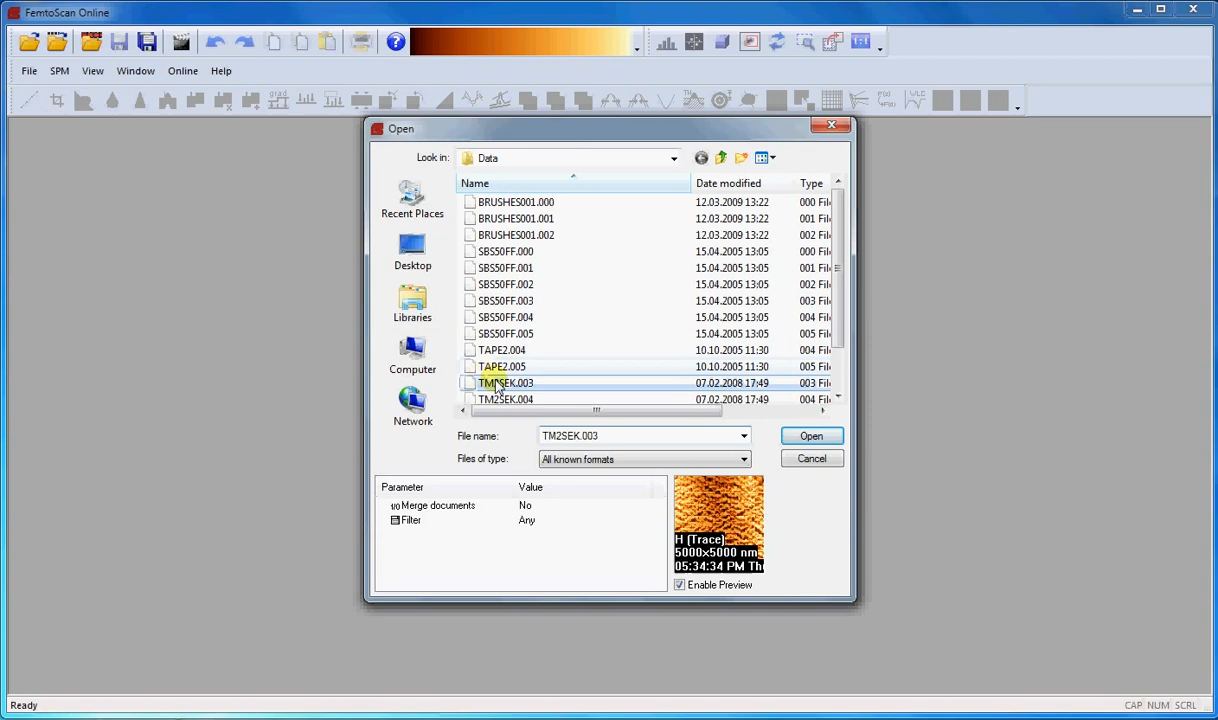 FemtoScan Online
File SPM View Window Online Help
Open
Look in: Data
Name Date modified Type
BRUSHES001.000 12.03.2009 13:22 000 Fil
BRUSHES001.001 12.03.2009 13:22 001 Fil
BRUSHES001.002 12.03.2009 13:22 002 Fil
SBS50FF.000 15.04.2005 13:05 000 Fil
SBS50FF.001 15.04.2005 13:05 001 Fil
SBS50FF.002 15.04.2005 13:05 002 Fil
SBS50FF.003 15.04.2005 13:05 003 Fil
SBS50FF.004 15.04.2005 13:05 004 Fil
SBS50FF.005 15.04.2005 13:05 005 Fil
TAPE2.004 10.10.2005 11:30 004 Fil
TAPE2.005 10.10.2005 11:30 005 Fil
TM2SEK.003 07.02.2008 17:49 003 Fil
TM2SEK.004 07.02.2008 17:49 004 Fil
Recent Places
Desktop
Libraries
Computer
Network
File name: TM2SEK.003 Open
Files of type: All known formats Cancel
Parameter Value
Merge documents No
Filter Any
H (Trace)
5000x5000 nm
05:34:34 PM Th
Enable Preview
Ready CAP NUM SCRL